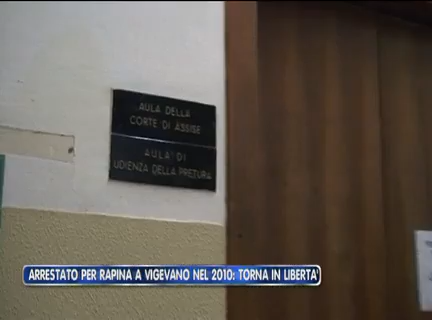 AULA DELLA
CORTE DI ASSISE
AULA DI
UDIENZA DELLA PRETURA
ARRESTATO PER RAPINA A VIGEVANO NEL 2010: TORNA IN LIBERTA'